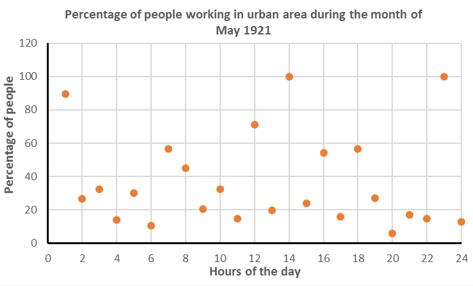 Percentage of people working in urban area during the month of
May 1921
120
100
80
60
40
20
0
Percentage of people
0 2 4 6 8 10 12 14 16 18 20 22 24
Hours of the day